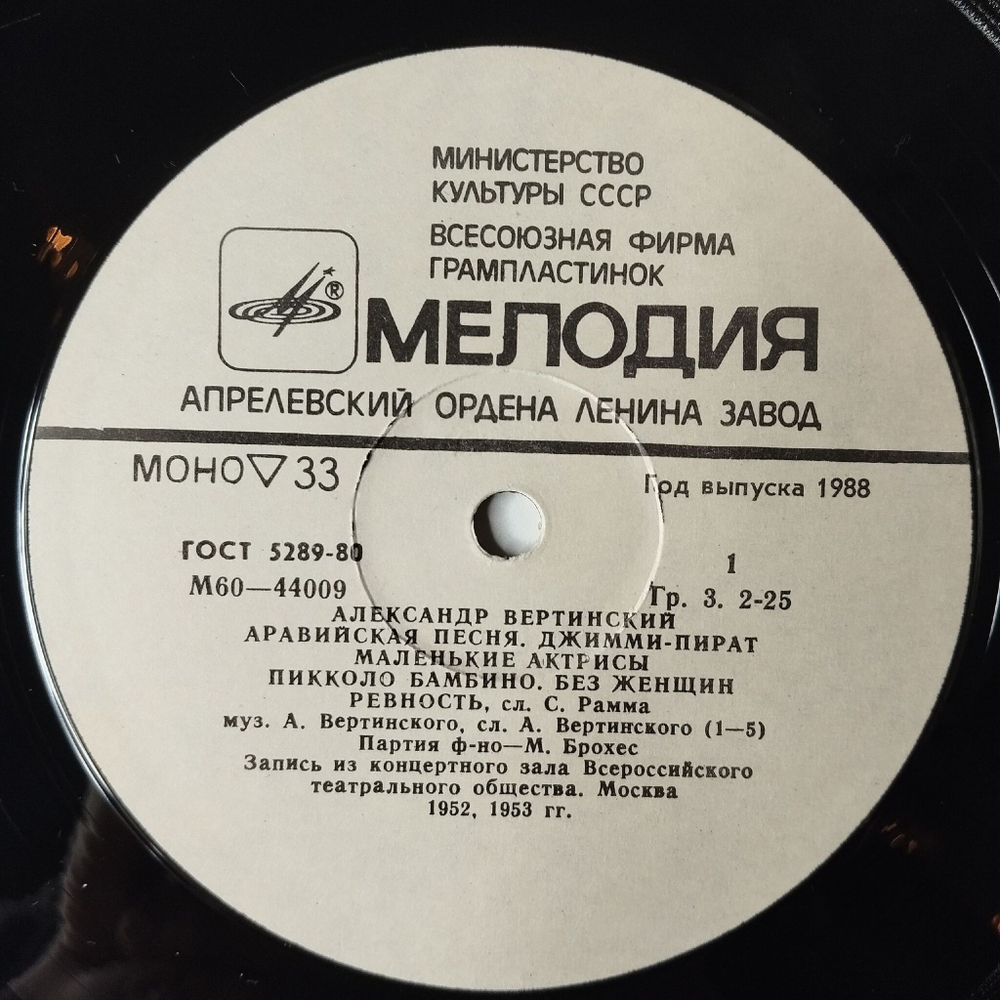 МИНИСТЕРСТВО
КУЛЬТУРЫ СССР
ВСЕСОЮЗНАЯ ФИРМА
ГРАМПЛАСТИНОК
®
МЕЛОДИЯ
АПРЕЛЕВСКИЙ ОРДЕНА ЛЕНИНА ЗАВОД
МОНО ▽ 33
Год выпуска 1988
ГОСТ 5289-80
М60—44009
1
Гр. 3. 2-25
АЛЕКСАНДР ВЕРТИНСКИЙ
АРАВИЙСКАЯ ПЕСНЯ. ДЖИММИ-ПИРАТ
МАЛЕНЬКИЕ АКТРИСЫ
ПИККОЛО БАМБИНО. БЕЗ ЖЕНЩИН
РЕВНОСТЬ, сл. С. Рамма
муз. А. Вертинского, сл. А. Вертинского (1—5)
Партия ф-но—М. Брохес
Запись из концертного зала Всероссийского
театрального общества. Москва
1952, 1953 гг.